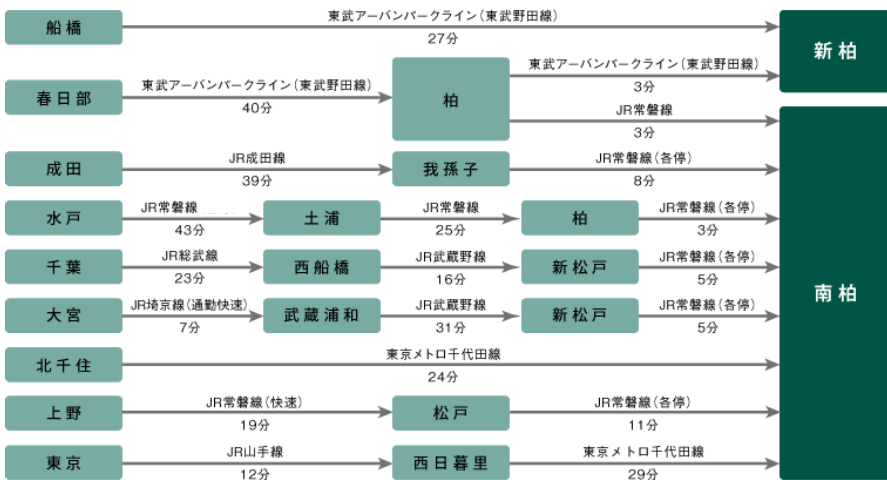 船橋
東武アーバンパークライン(東武野田線)
27分
新柏
春日部
東武アーバンパークライン(東武野田線)
40分
柏
東武アーバンパークライン(東武野田線)
3分
JR常磐線
3分
成田
JR成田線
39分
我孫子
JR常磐線(各停)
8分
水戸
JR常磐線
43分
土浦
JR常磐線
25分
柏
JR常磐線(各停)
3分
千葉
JR総武線
23分
西船橋
JR武蔵野線
16分
新松戸
JR常磐線(各停)
5分
南柏
大宮
JR埼京線(通勤快速)
7分
武蔵浦和
JR武蔵野線
31分
新松戸
JR常磐線(各停)
5分
北千住
東京メトロ千代田線
24分
上野
JR常磐線(快速)
19分
松戸
JR常磐線(各停)
11分
東京
JR山手線
12分
西日暮里
東京メトロ千代田線
29分